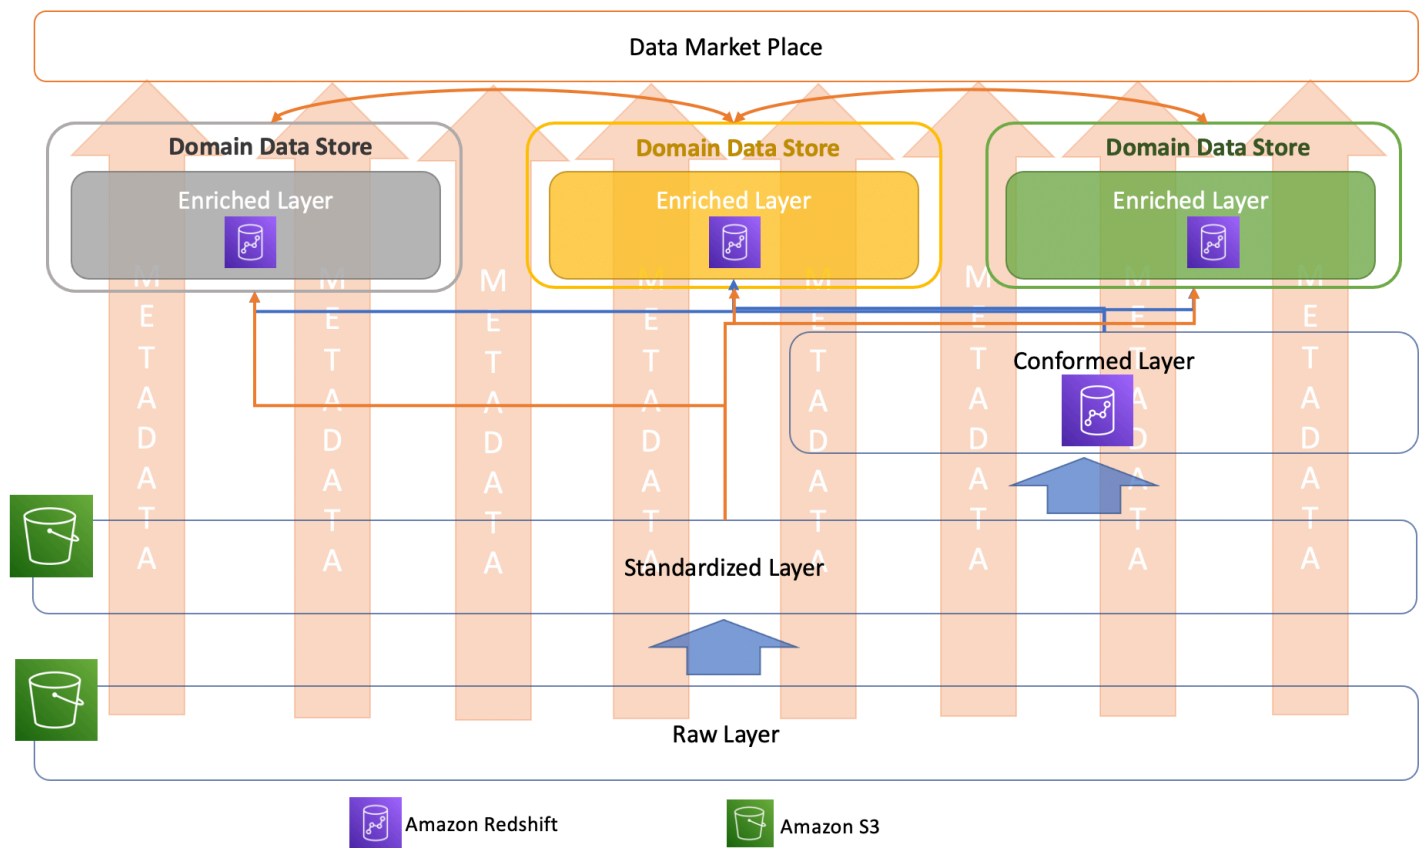 Data Market Place
Domain Data Store
Domain Data Store
Domain Data Store
Enriched Layer
Enriched Layer
Enriched Layer
METADATA
METADATA
METADATA
METADATA
METADATA
METADATA
METADATA
METADATA
Conformed Layer
Standardized Layer
Raw Layer
Amazon Redshift
Amazon S3